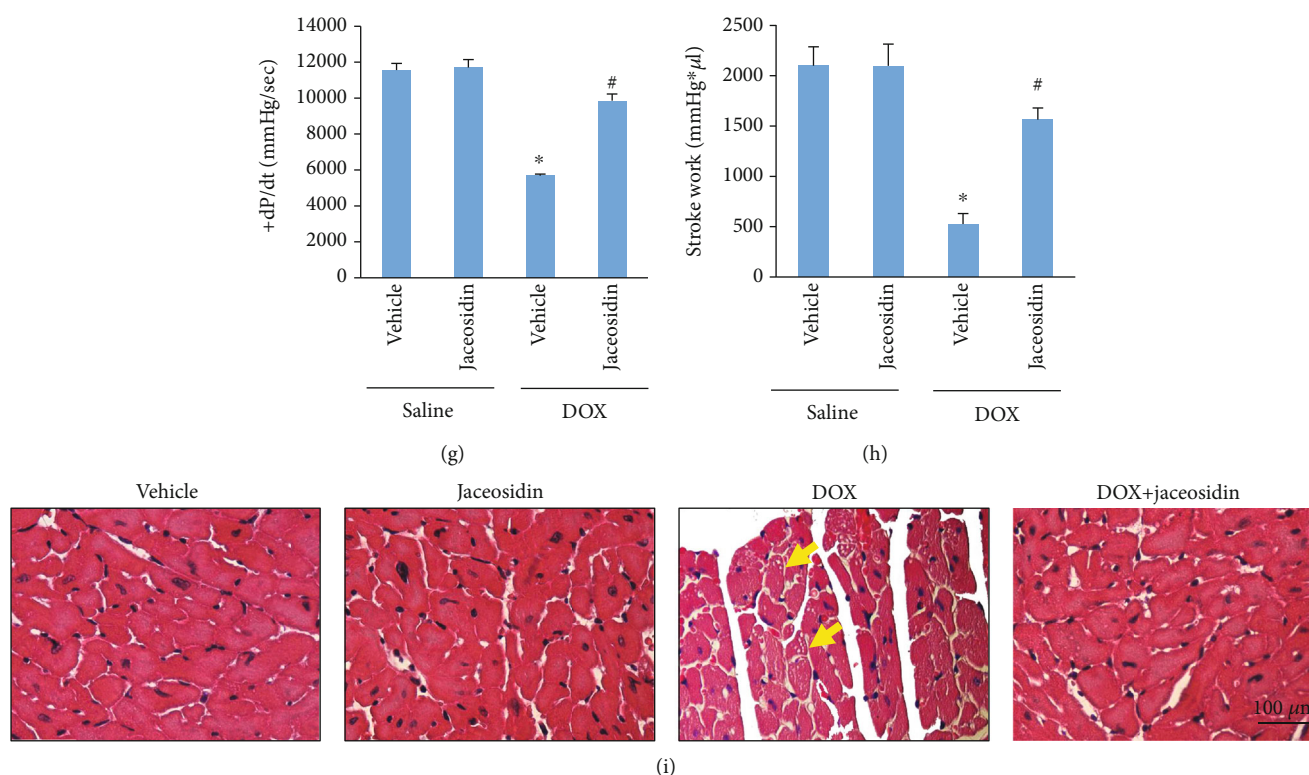 14000
12000
10000
8000
6000
4000
2000
0
+dP/dt (mmHg/sec)
*
#
Vehicle
Jaceosidin
Vehicle
Jaceosidin
Saline
DOX
(g)
2500
2000
1500
1000
500
0
Stroke work (mmHg*μl)
*
#
Vehicle
Jaceosidin
Vehicle
Jaceosidin
Saline
DOX
(h)
Vehicle
Jaceosidin
DOX
DOX+jaceosidin
100 μm
(i)